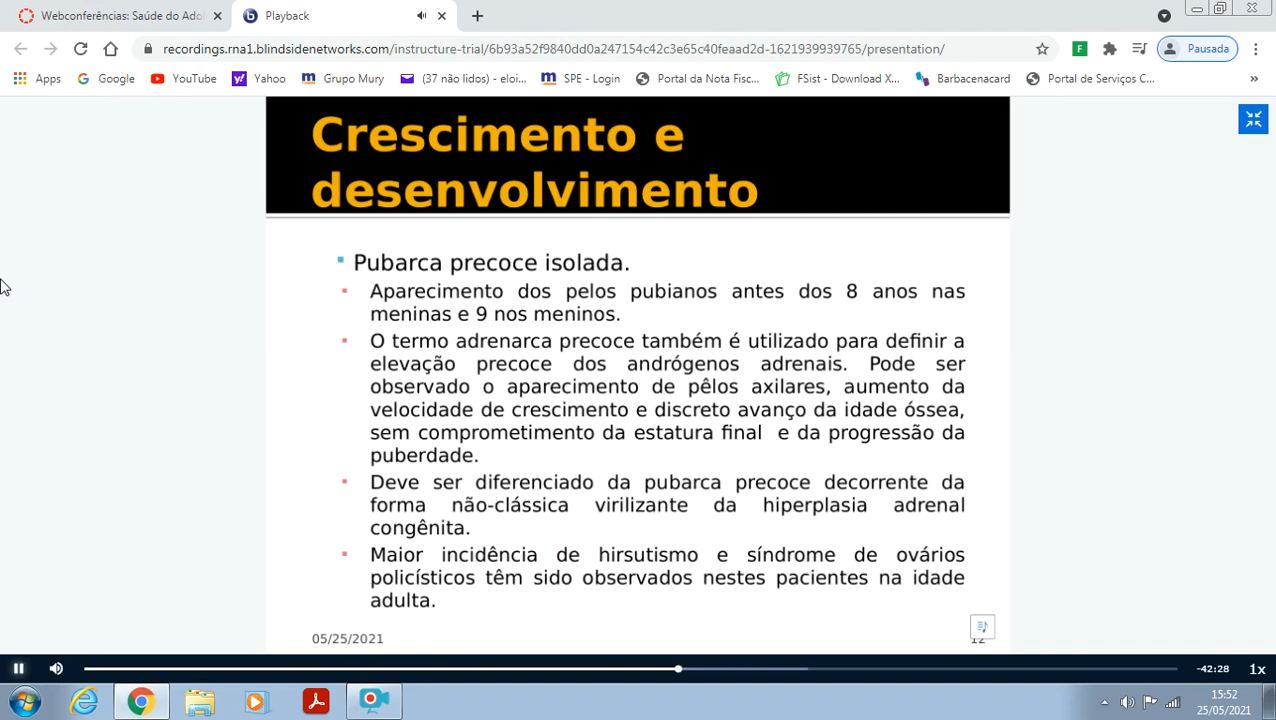 Webconferências: Saúde do Ado
Playback
recordings.rna1.blindsidenetworks.com/instructure-trial/6b93a52f9840dd0a247154c42c3e65c40feaad2d-1621939939765/presentation/
Pausada
Apps
Google
YouTube
Yahoo
Grupo Mury
(37 não lidos) - eloi...
SPE - Login
Portal da Nota Fisc...
FSist - Download X...
Barbacenacard
Portal de Serviços C...
»
Crescimento e
desenvolvimento
Pubarca precoce isolada.
Aparecimento dos pelos pubianos antes dos 8 anos nas
meninas e 9 nos meninos.
O termo adrenarca precoce também é utilizado para definir a
elevação precoce dos andrógenos adrenais. Pode ser
observado o aparecimento de pêlos axilares, aumento da
velocidade de crescimento e discreto avanço da idade óssea,
sem comprometimento da estatura final e da progressão da
puberdade.
Deve ser diferenciado da pubarca precoce decorrente da
forma não-clássica virilizante da hiperplasia adrenal
congênita.
Maior incidência de hirsutismo e síndrome de ovários
policísticos têm sido observados nestes pacientes na idade
adulta.
05/25/2021
12
-42:28
1x
15:52
25/05/2021